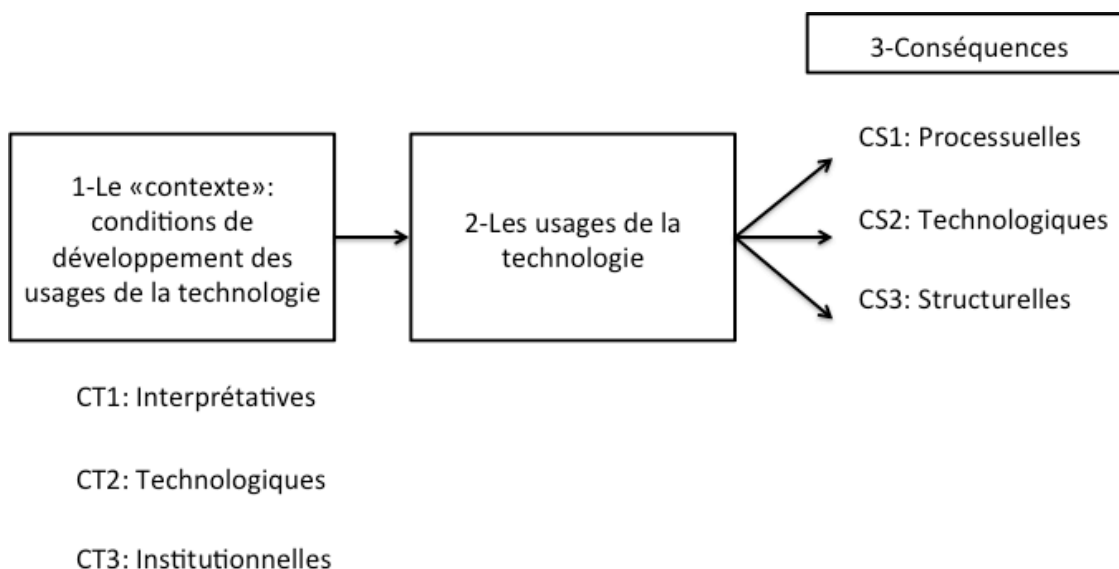 3-Conséquences
1-Le «contexte»:
conditions de
développement des
usages de la technologie
2-Les usages de la
technologie
CS1: Processuelles
CS2: Technologiques
CS3: Structurelles
CT1: Interprétatives
CT2: Technologiques
CT3: Institutionnelles